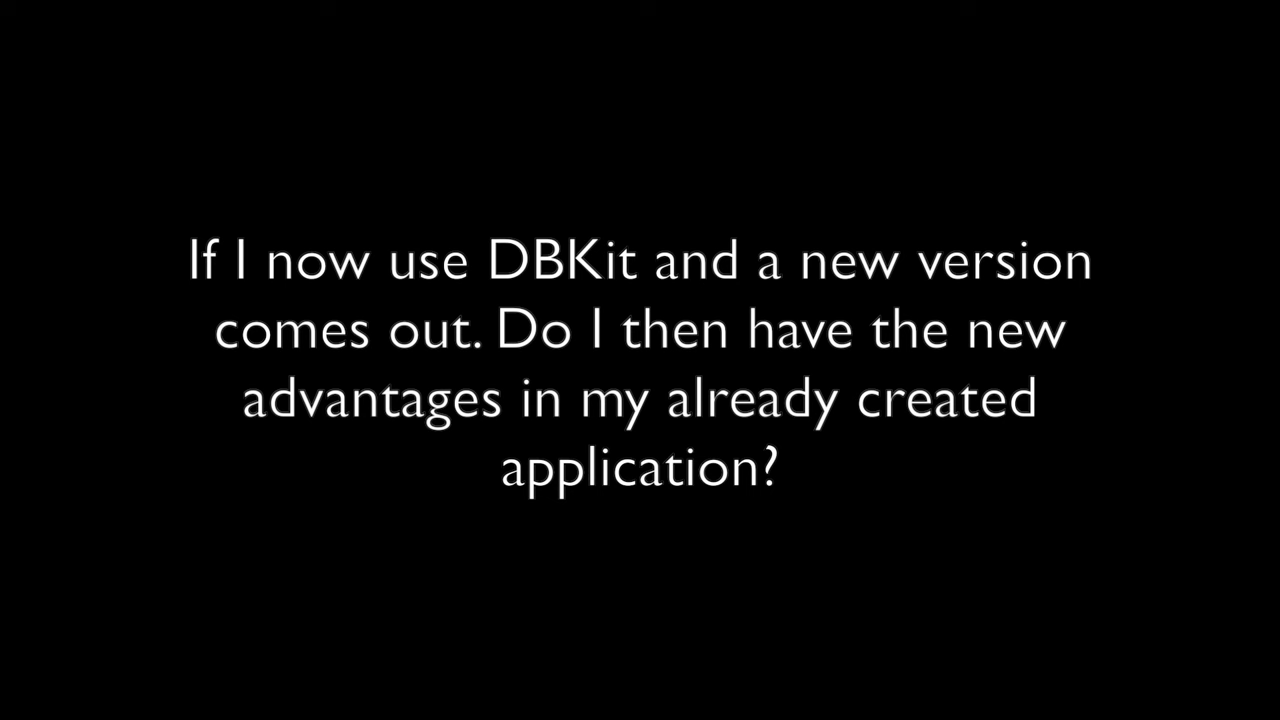 If I now use DBKit and a new version
comes out. Do I then have the new
advantages in my already created
application?